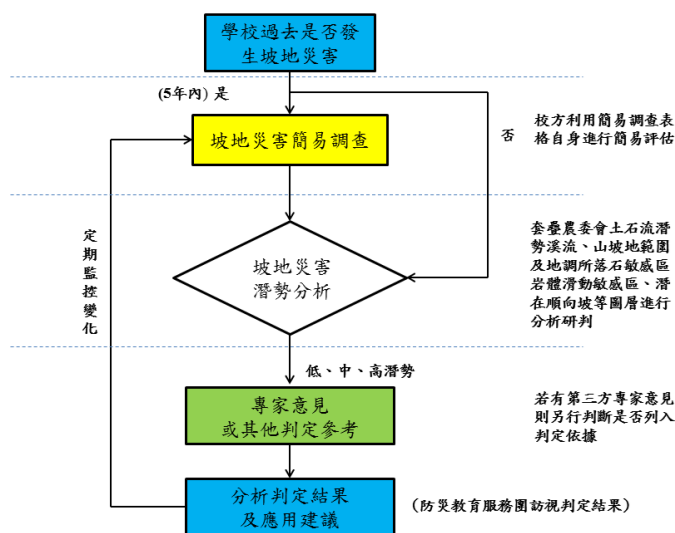 學校過去是否發
生坡地災害
(5年內) 是
否
校方利用簡易調查表
格自身進行簡易評估
坡地災害簡易調查
定期監控變化
坡地災害
潛勢分析
套疊農委會土石流潛
勢溪流、山坡地範圍
及地調所落石敏感區
岩體滑動敏感區、潛
在順向坡等圖層進行
分析研判
低、中、高潛勢
專家意見
或其他判定參考
若有第三方專家意見
則另行判斷是否列入
判定依據
分析判定結果
及應用建議
(防災教育服務團訪視判定結果)